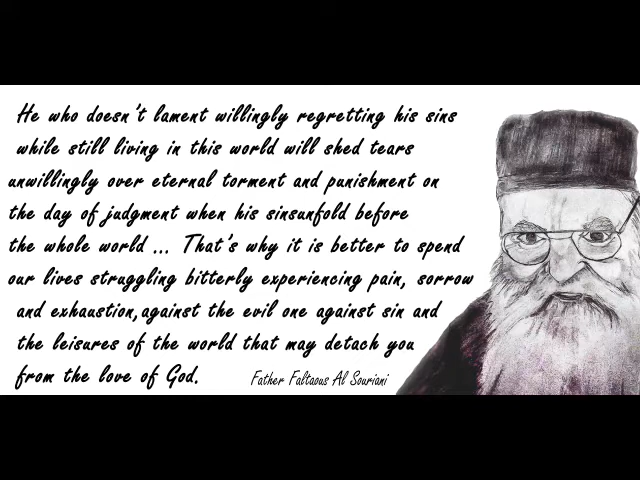 He who doesn't lament willingly regretting his sins
while still living in this world will shed tears
unwillingly over eternal torment and punishment on
the day of judgment when his sinsunfold before
the whole world ... That's why it is better to spend
our lives struggling bitterly experiencing pain, sorrow
and exhaustion,against the evil one against sin and
the leisures of the world that may detach you
from the love of God.
Father Faltaous Al Souriani